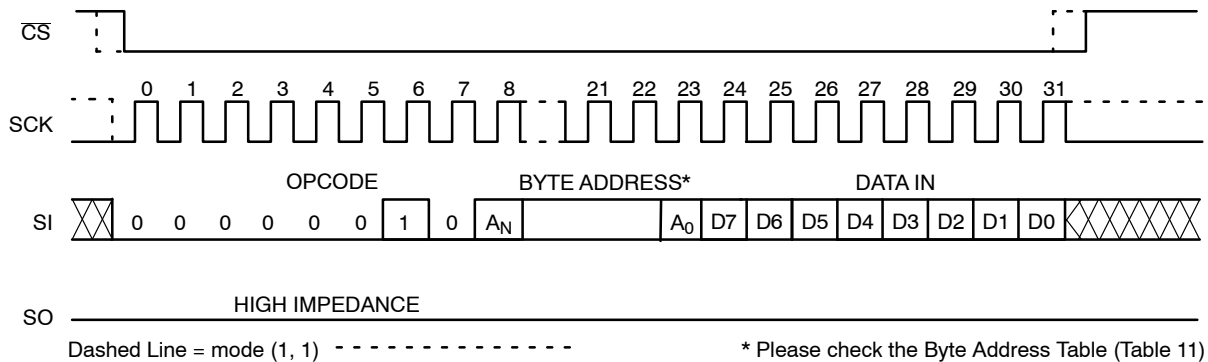 CS
0 1 2 3 4 5 6 7 8 21 22 23 24 25 26 27 28 29 30 31
SCK
OPCODE BYTE ADDRESS* DATA IN
SI 0 0 0 0 0 0 1 0 AN A0 D7 D6 D5 D4 D3 D2 D1 D0
HIGH IMPEDANCE
SO
Dashed Line = mode (1, 1) * Please check the Byte Address Table (Table 11)